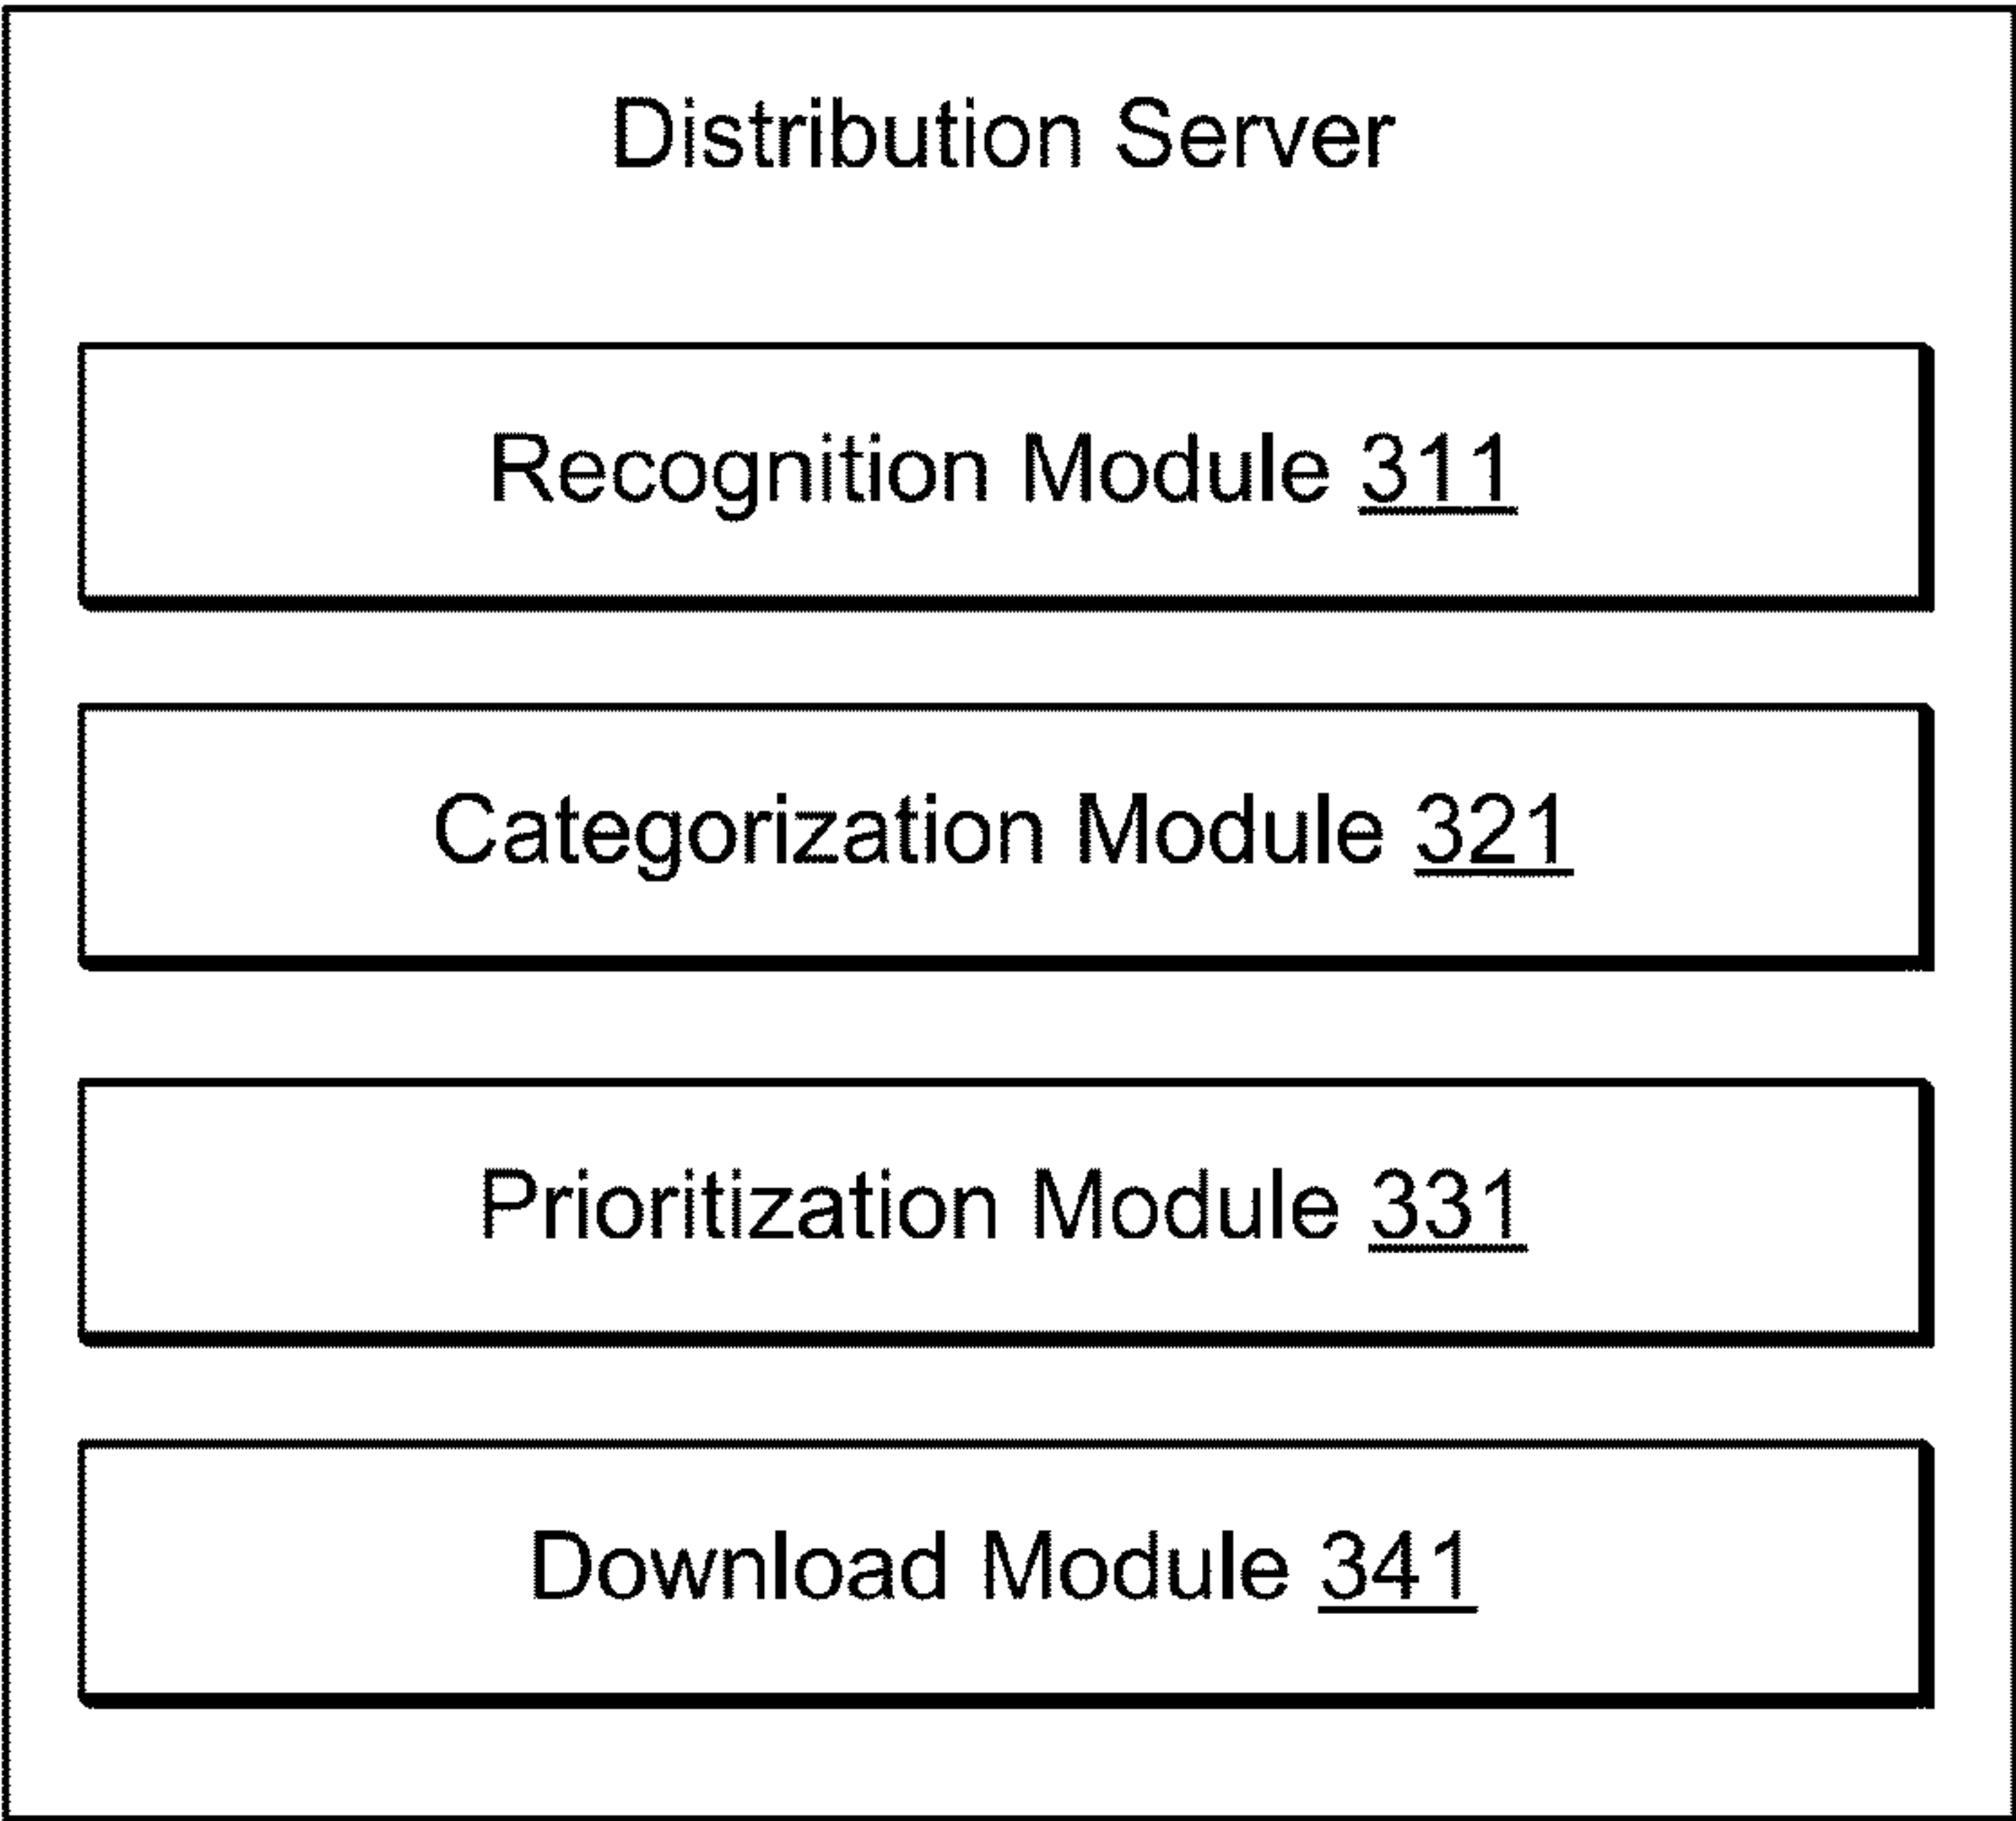 Distribution Server
Recognition Module 311
Categorization Module 321
Prioritization Module 331
Download Module 341